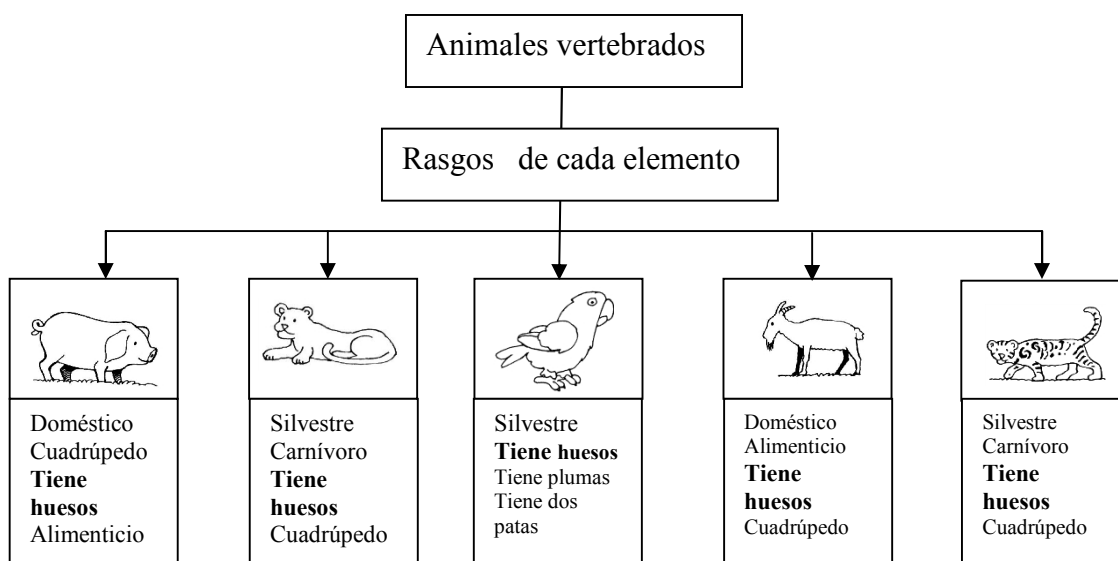 Animales vertebrados
Rasgos de cada elemento
Doméstico
Cuadrúpedo
Tiene
huesos
Alimenticio
Silvestre
Carnívoro
Tiene
huesos
Cuadrúpedo
Silvestre
Tiene huesos
Tiene plumas
Tiene dos
patas
Doméstico
Alimenticio
Tiene
huesos
Cuadrúpedo
Silvestre
Carnívoro
Tiene
huesos
Cuadrúpedo